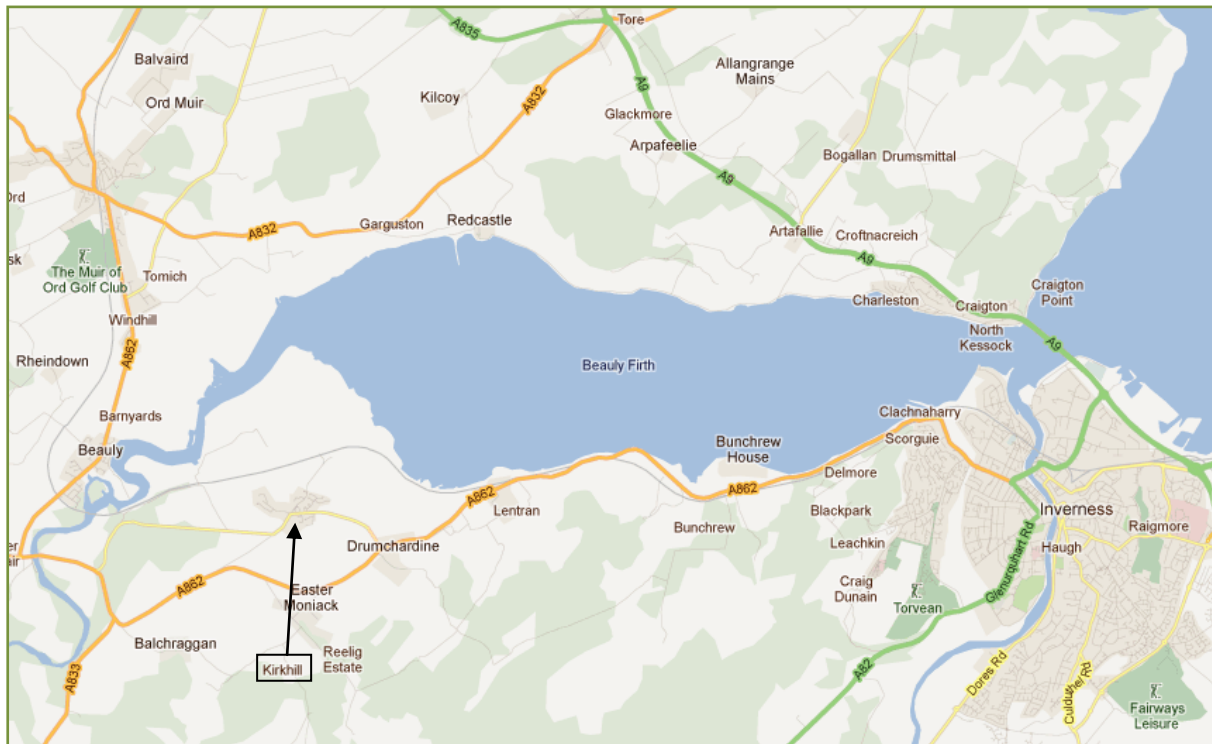 Tore
A835
Balvaird
Allangrange
Mains
Kilcoy
A9
Ord Muir
A832
Glackmore
Arpafeelie
Bogallan
Drumsmittal
A9
Ord
Redcastle
Garguston
A832
Artafallie
Croftnacreich
A9
sk
The Muir of
Ord Golf Club
Tomich
Charleston
Craigton
Craigton
Point
Windhill
North
Kessock
A9
A862
Rheindown
Beauly Firth
Barnyards
Clachnaharry
Beauly
Bunchrew
House
Scorguie
Delmore
A862
A862
Lentran
Blackpark
Inverness
Bunchrew
Raigmore
Drumchardine
Leachkin
Haugh
er
air
A862
Easter
Moniack
Craig
Dunain
Torvean
Glenurquhart Rd
Balchraggan
Reelig
Estate
Kirkhill
A833
A82
Dores Rd
Culduthel Rd
Fairways
Leisure